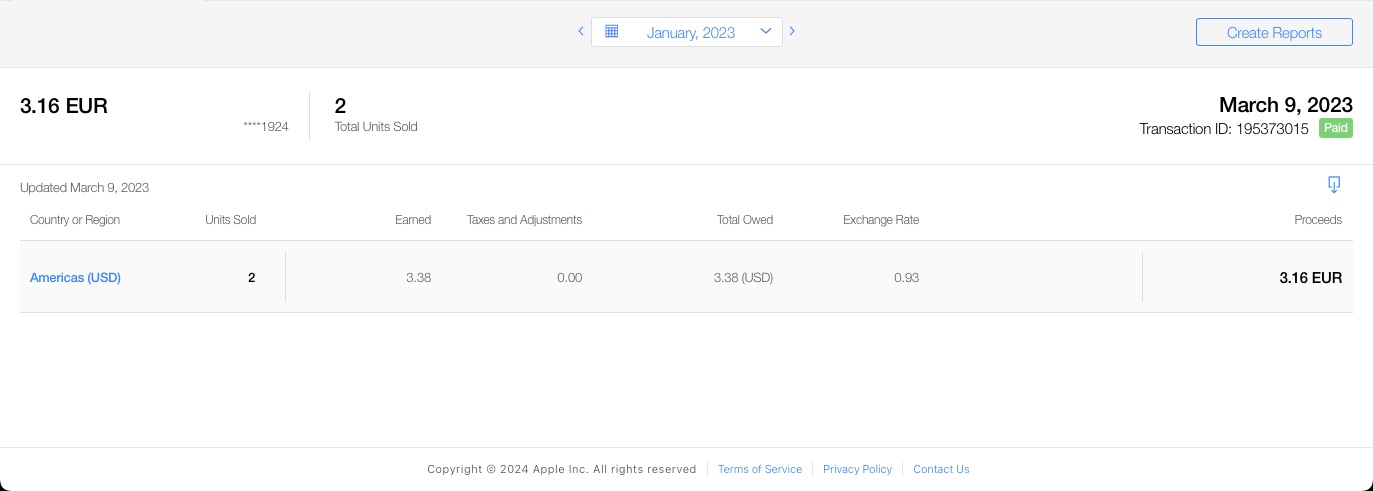 January, 2023
Create Reports
3.16 EUR
****1924
2
Total Units Sold
March 9, 2023
Transaction ID: 195373015 Paid
Updated March 9, 2023
Country or Region Units Sold Earned Taxes and Adjustments Total Owed Exchange Rate Proceeds
Americas (USD) 2 3.38 0.00 3.38 (USD) 0.93 3.16 EUR
Copyright © 2024 Apple Inc. All rights reserved Terms of Service Privacy Policy Contact Us